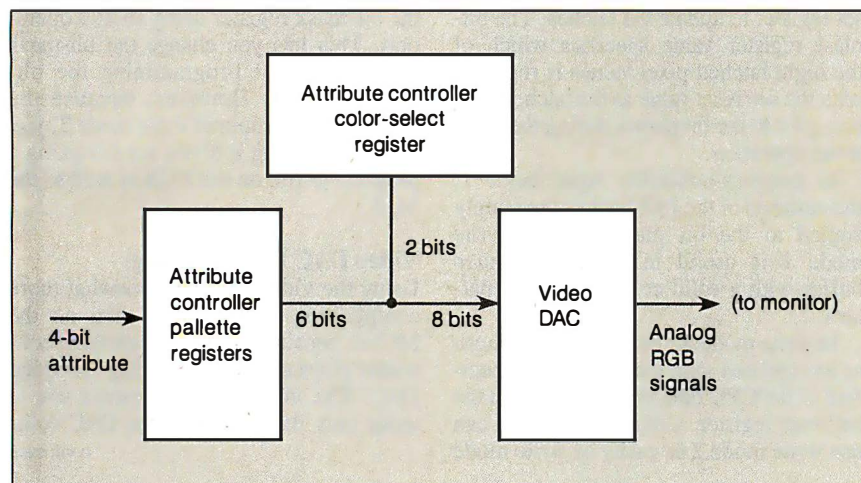 Attribute controller
color-select
register
2 bits
Attribute
controller
pallette
registers
4-bit
attribute
6 bits
8 bits
Video
DAC
(to monitor)
Analog
RGB
signals